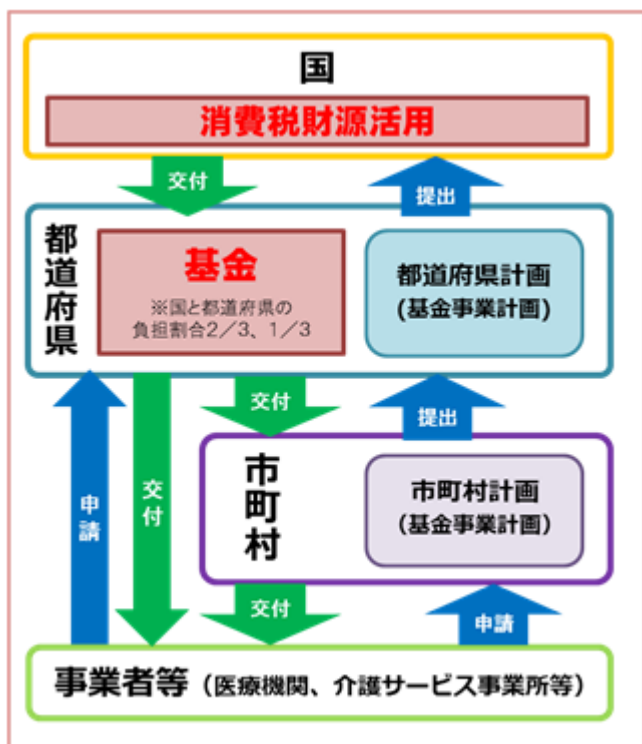 国
消費税財源活用
交付
提出
都道府県
基金
※国と都道府県の
負担割合2／3、1／3
都道府県計画
(基金事業計画)
交付
提出
申請
交付
市町村
市町村計画
(基金事業計画)
交付
申請
事業者等（医療機関、介護サービス事業所等）